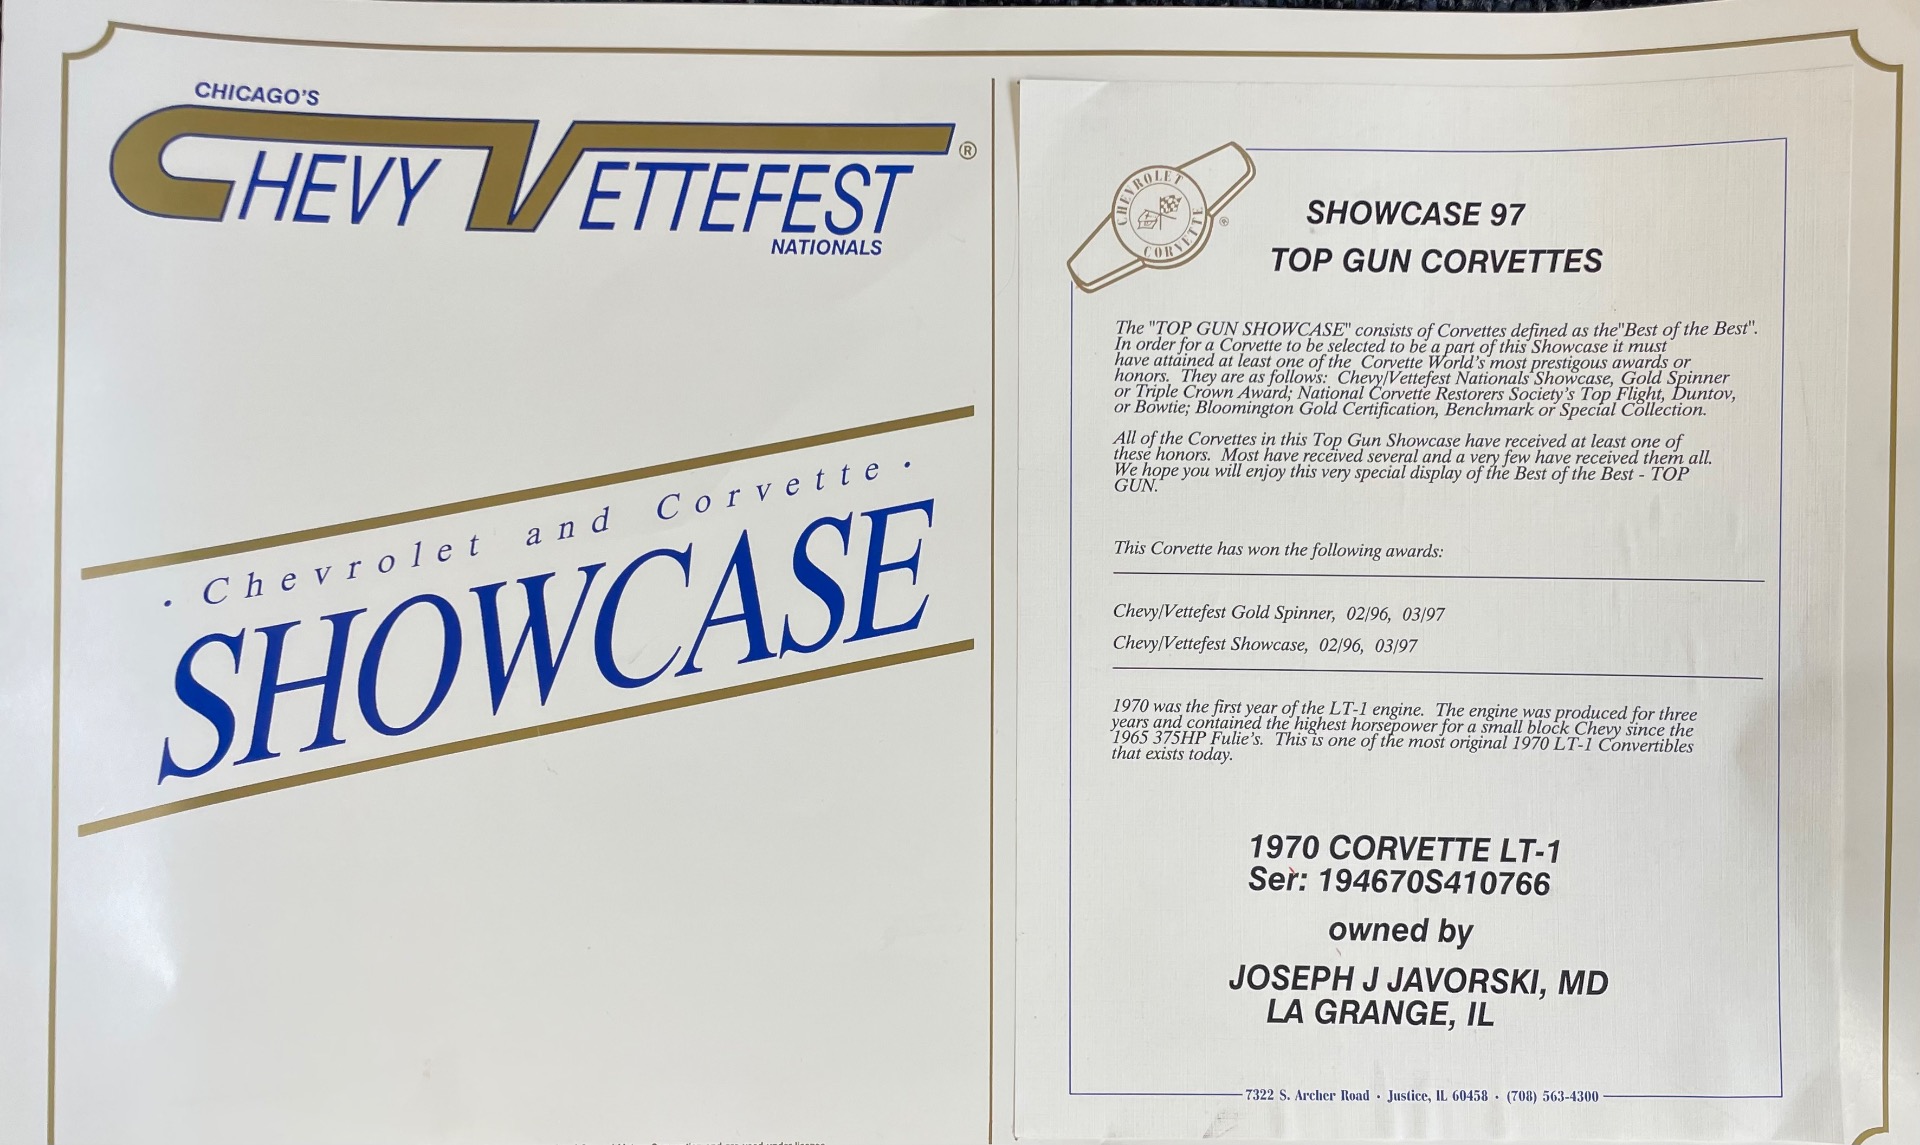 CHICAGO'S
CHEVY VETTEFEST®
NATIONALS
· Chevrolet and Corvette ·
SHOWCASE
CHEVROLET
CORVETTE
®
SHOWCASE 97
TOP GUN CORVETTES
The "TOP GUN SHOWCASE" consists of Corvettes defined as the"Best of the Best".
In order for a Corvette to be selected to be a part of this Showcase it must
have attained at least one of the Corvette World's most prestigous awards or
honors. They are as follows: Chevy/Vettefest Nationals Showcase, Gold Spinner
or Triple Crown Award; National Corvette Restorers Society's Top Flight, Duntov,
or Bowtie; Bloomington Gold Certification, Benchmark or Special Collection.
All of the Corvettes in this Top Gun Showcase have received at least one of
these honors. Most have received several and a very few have received them all.
We hope you will enjoy this very special display of the Best of the Best - TOP
GUN.
This Corvette has won the following awards:
Chevy/Vettefest Gold Spinner, 02/96, 03/97
Chevy/Vettefest Showcase, 02/96, 03/97
1970 was the first year of the LT-1 engine. The engine was produced for three
years and contained the highest horsepower for a small block Chevy since the
1965 375HP Fulie's. This is one of the most original 1970 LT-1 Convertibles
that exists today.
1970 CORVETTE LT-1
Ser: 194670S410766
owned by
JOSEPH J JAVORSKI, MD
LA GRANGE, IL
7322 S. Archer Road · Justice, IL 60458 · (708) 563-4300